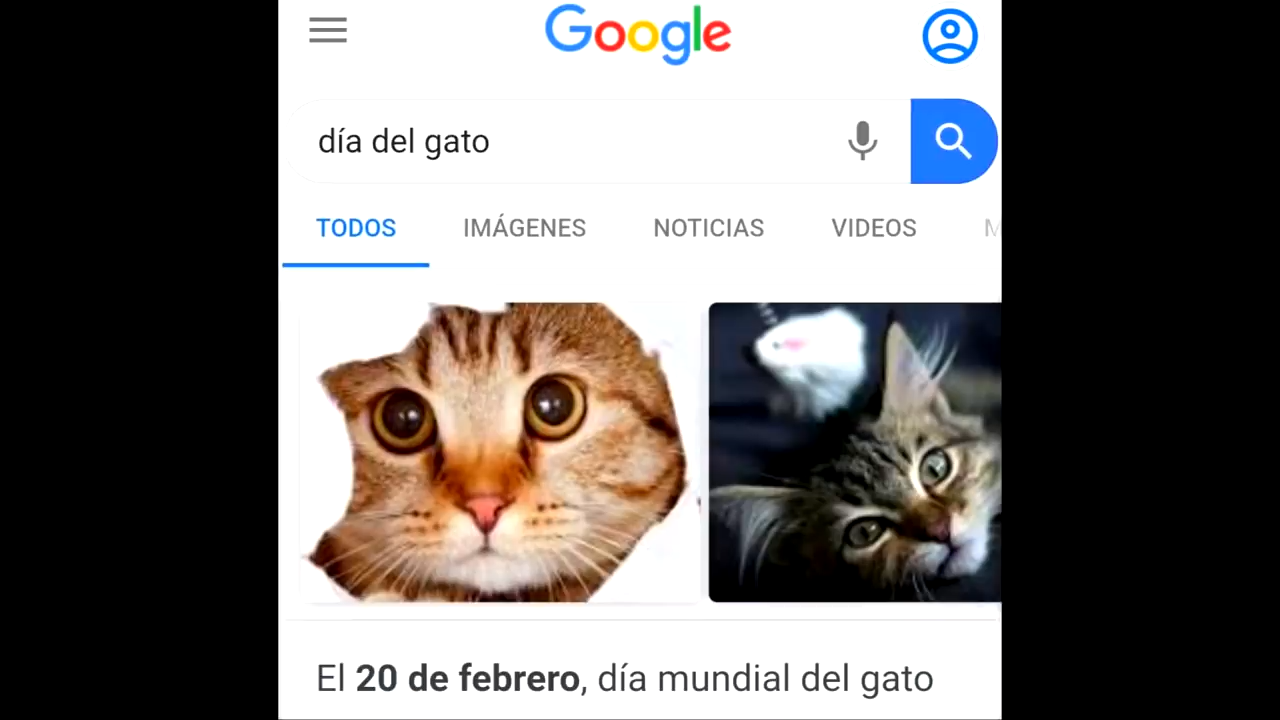 Google
día del gato
TODOS IMÁGENES NOTICIAS VIDEOS M
El 20 de febrero, día mundial del gato